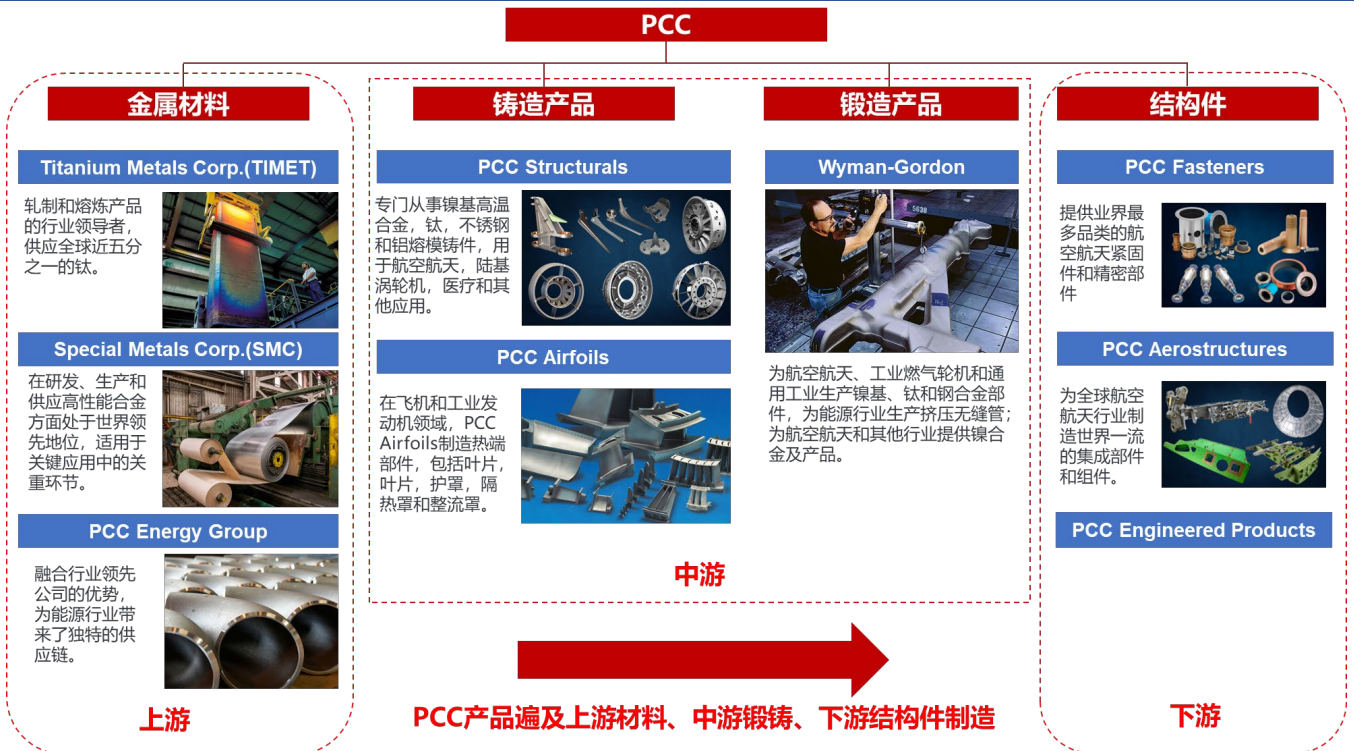 PCC
金属材料
Titanium Metals Corp.(TIMET)
轧制和熔炼产品
的行业领导者，
供应全球近五分
之一的钛。
Special Metals Corp.(SMC)
在研发、生产和
供应高性能合金
方面处于世界领
先地位，适用于
关键应用中的关
重环节。
PCC Energy Group
融合行业领先
公司的优势，
为能源行业带
来了独特的供
应链。
上游
铸造产品
PCC Structurals
专门从事镍基高温
合金，钛，不锈钢
和铝熔模铸件，用
于航空航天，陆基
涡轮机，医疗和其
他应用。
PCC Airfoils
在飞机和工业发
动机领域，PCC
Airfoils制造热端
部件，包括叶片，
叶片，护罩，隔
热罩和整流罩。
锻造产品
Wyman-Gordon
5638
为航空航天、工业燃气轮机和通
用工业生产镍基、钛和钢合金部
件，为能源行业生产挤压无缝管；
为航空航天和其他行业提供镍合
金及产品。
中游
结构件
PCC Fasteners
提供业界最
多品类的航
空航天紧固
件和精密部
件
PCC Aerostructures
为全球航空
航天行业制
造世界一流
的集成部件
和组件。
PCC Engineered Products
下游
PCC产品遍及上游材料、中游锻铸、下游结构件制造